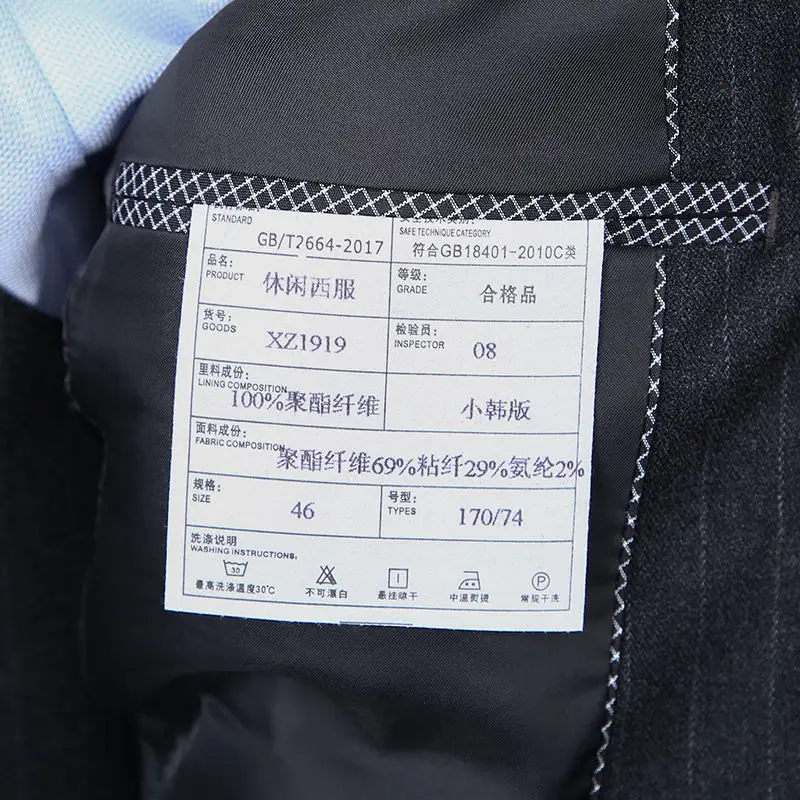 STANDARD
GB/T2664-2017
SAFE TECHNIQUE CATEGORY
符合GB18401-2010C类
品名:
PRODUCT
休闲西服
等级:
GRADE
合格品
货号:
GOODS
XZ1919
检验员:
INSPECTOR
08
里料成份:
LINING COMPOSITION
100%聚酯纤维
小韩版
面料成份:
FABRIC COMPOSITION
聚酯纤维69%粘纤29%氨纶2%
规格:
SIZE
46
号型:
TYPES
170/74
洗涤说明
WASHING INSTRUCTIONS.
30
P
最高洗涤温度30℃
不可漂白
悬挂晾干
中温熨烫
常规干洗